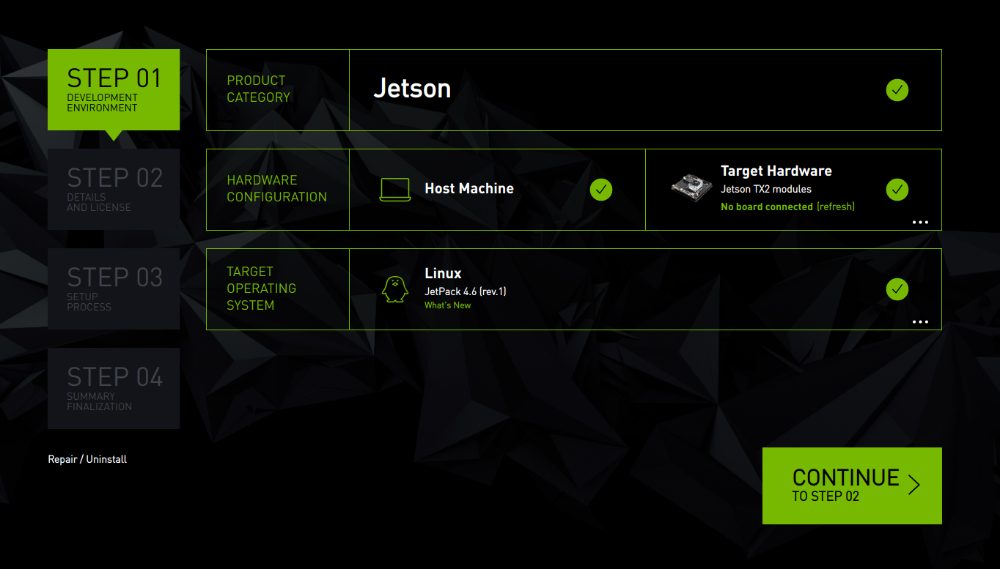 STEP 01
DEVELOPMENT
ENVIRONMENT
STEP 02
DETAILS
AND LICENSE
STEP 03
SETUP
PROCESS
STEP 04
SUMMARY
FINALIZATION
Repair / Uninstall
PRODUCT
CATEGORY
Jetson
HARDWARE
CONFIGURATION
Host Machine
Target Hardware
Jetson TX2 modules
No board connected (refresh)
TARGET
OPERATING
SYSTEM
Linux
JetPack 4.6 (rev.1)
What's New
CONTINUE
TO STEP 02